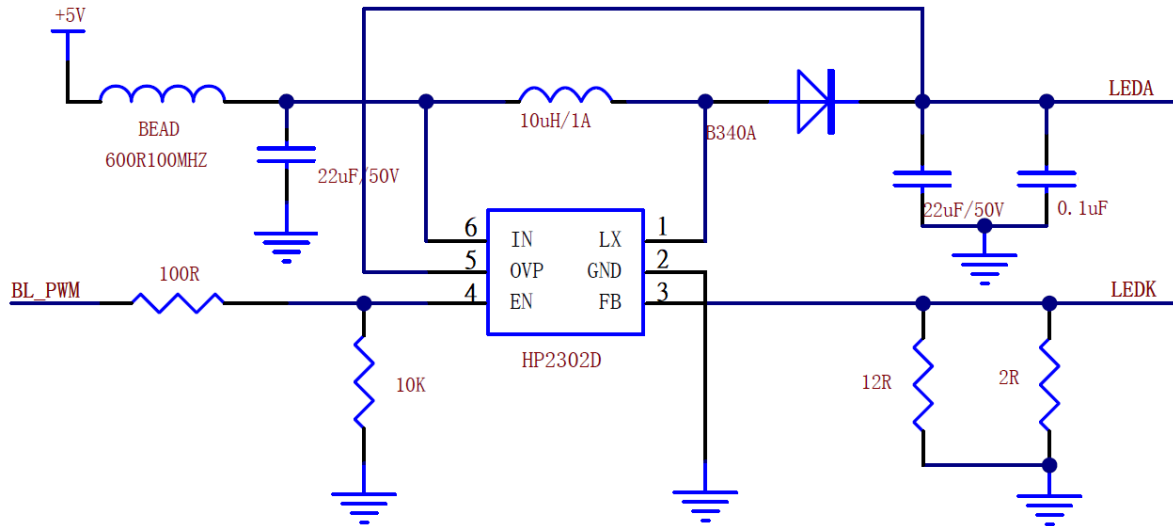 +5V
LEDA
BEAD
10uH/1A
B340A
600R100MHZ
22uF/50V
22uF/50V
0.1uF
6 IN LX 1
5 OVP GND 2
4 EN FB 3
100R
BL_PWM
LEDK
HP2302D
10K
12R
2R